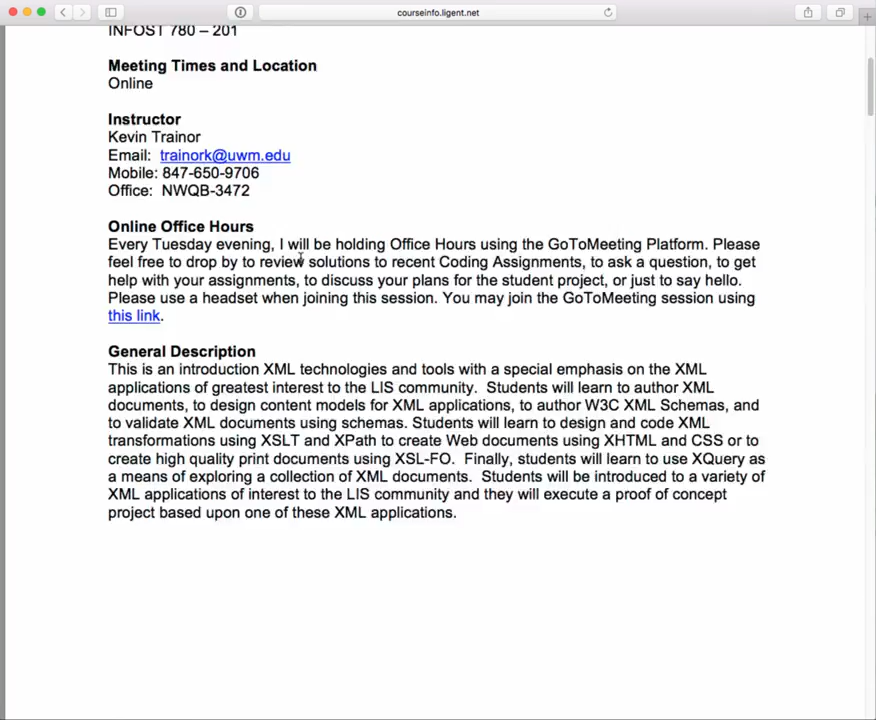 courseinfo.ligent.net
INFOST 780 – 201
Meeting Times and Location
Online
Instructor
Kevin Trainor
Email: trainork@uwm.edu
Mobile: 847-650-9706
Office: NWQB-3472
Online Office Hours
Every Tuesday evening, I will be holding Office Hours using the GoToMeeting Platform. Please
feel free to drop by to review solutions to recent Coding Assignments, to ask a question, to get
help with your assignments, to discuss your plans for the student project, or just to say hello.
Please use a headset when joining this session. You may join the GoToMeeting session using
this link.
General Description
This is an introduction XML technologies and tools with a special emphasis on the XML
applications of greatest interest to the LIS community. Students will learn to author XML
documents, to design content models for XML applications, to author W3C XML Schemas, and
to validate XML documents using schemas. Students will learn to design and code XML
transformations using XSLT and XPath to create Web documents using XHTML and CSS or to
create high quality print documents using XSL-FO. Finally, students will learn to use XQuery as
a means of exploring a collection of XML documents. Students will be introduced to a variety of
XML applications of interest to the LIS community and they will execute a proof of concept
project based upon one of these XML applications.